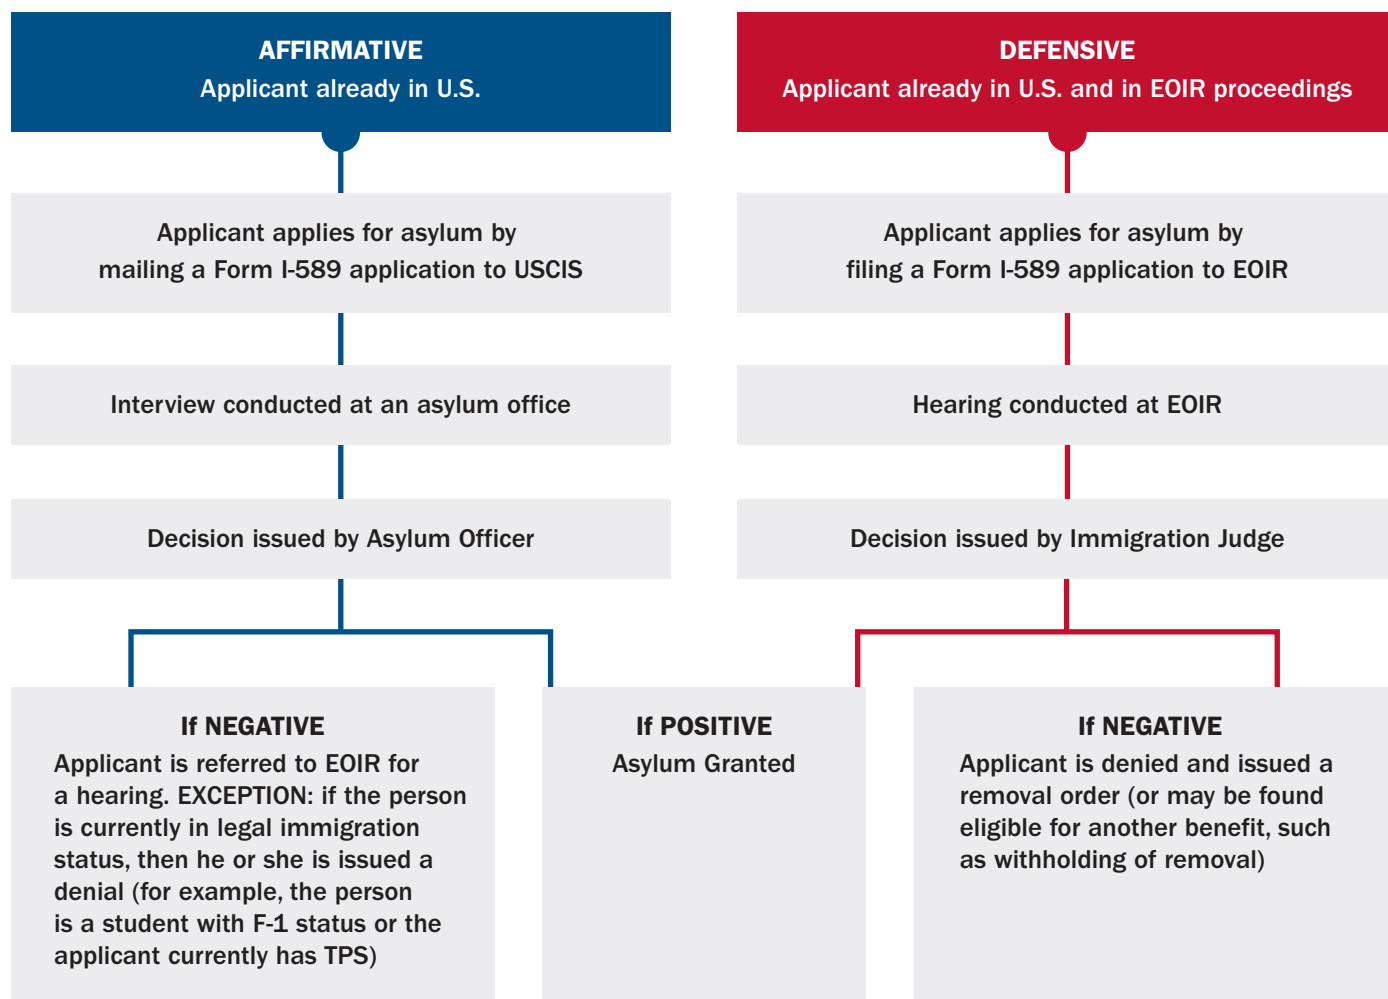 AFFIRMATIVE
Applicant already in U.S.
Applicant applies for asylum by
mailing a Form I-589 application to USCIS
Interview conducted at an asylum office
Decision issued by Asylum Officer
If NEGATIVE
Applicant is referred to EOIR for
a hearing. EXCEPTION: if the person
is currently in legal immigration
status, then he or she is issued a
denial (for example, the person
is a student with F-1 status or the
applicant currently has TPS)
If POSITIVE
Asylum Granted
DEFENSIVE
Applicant already in U.S. and in EOIR proceedings
Applicant applies for asylum by
filing a Form I-589 application to EOIR
Hearing conducted at EOIR
Decision issued by Immigration Judge
If NEGATIVE
Applicant is denied and issued a
removal order (or may be found
eligible for another benefit, such
as withholding of removal)